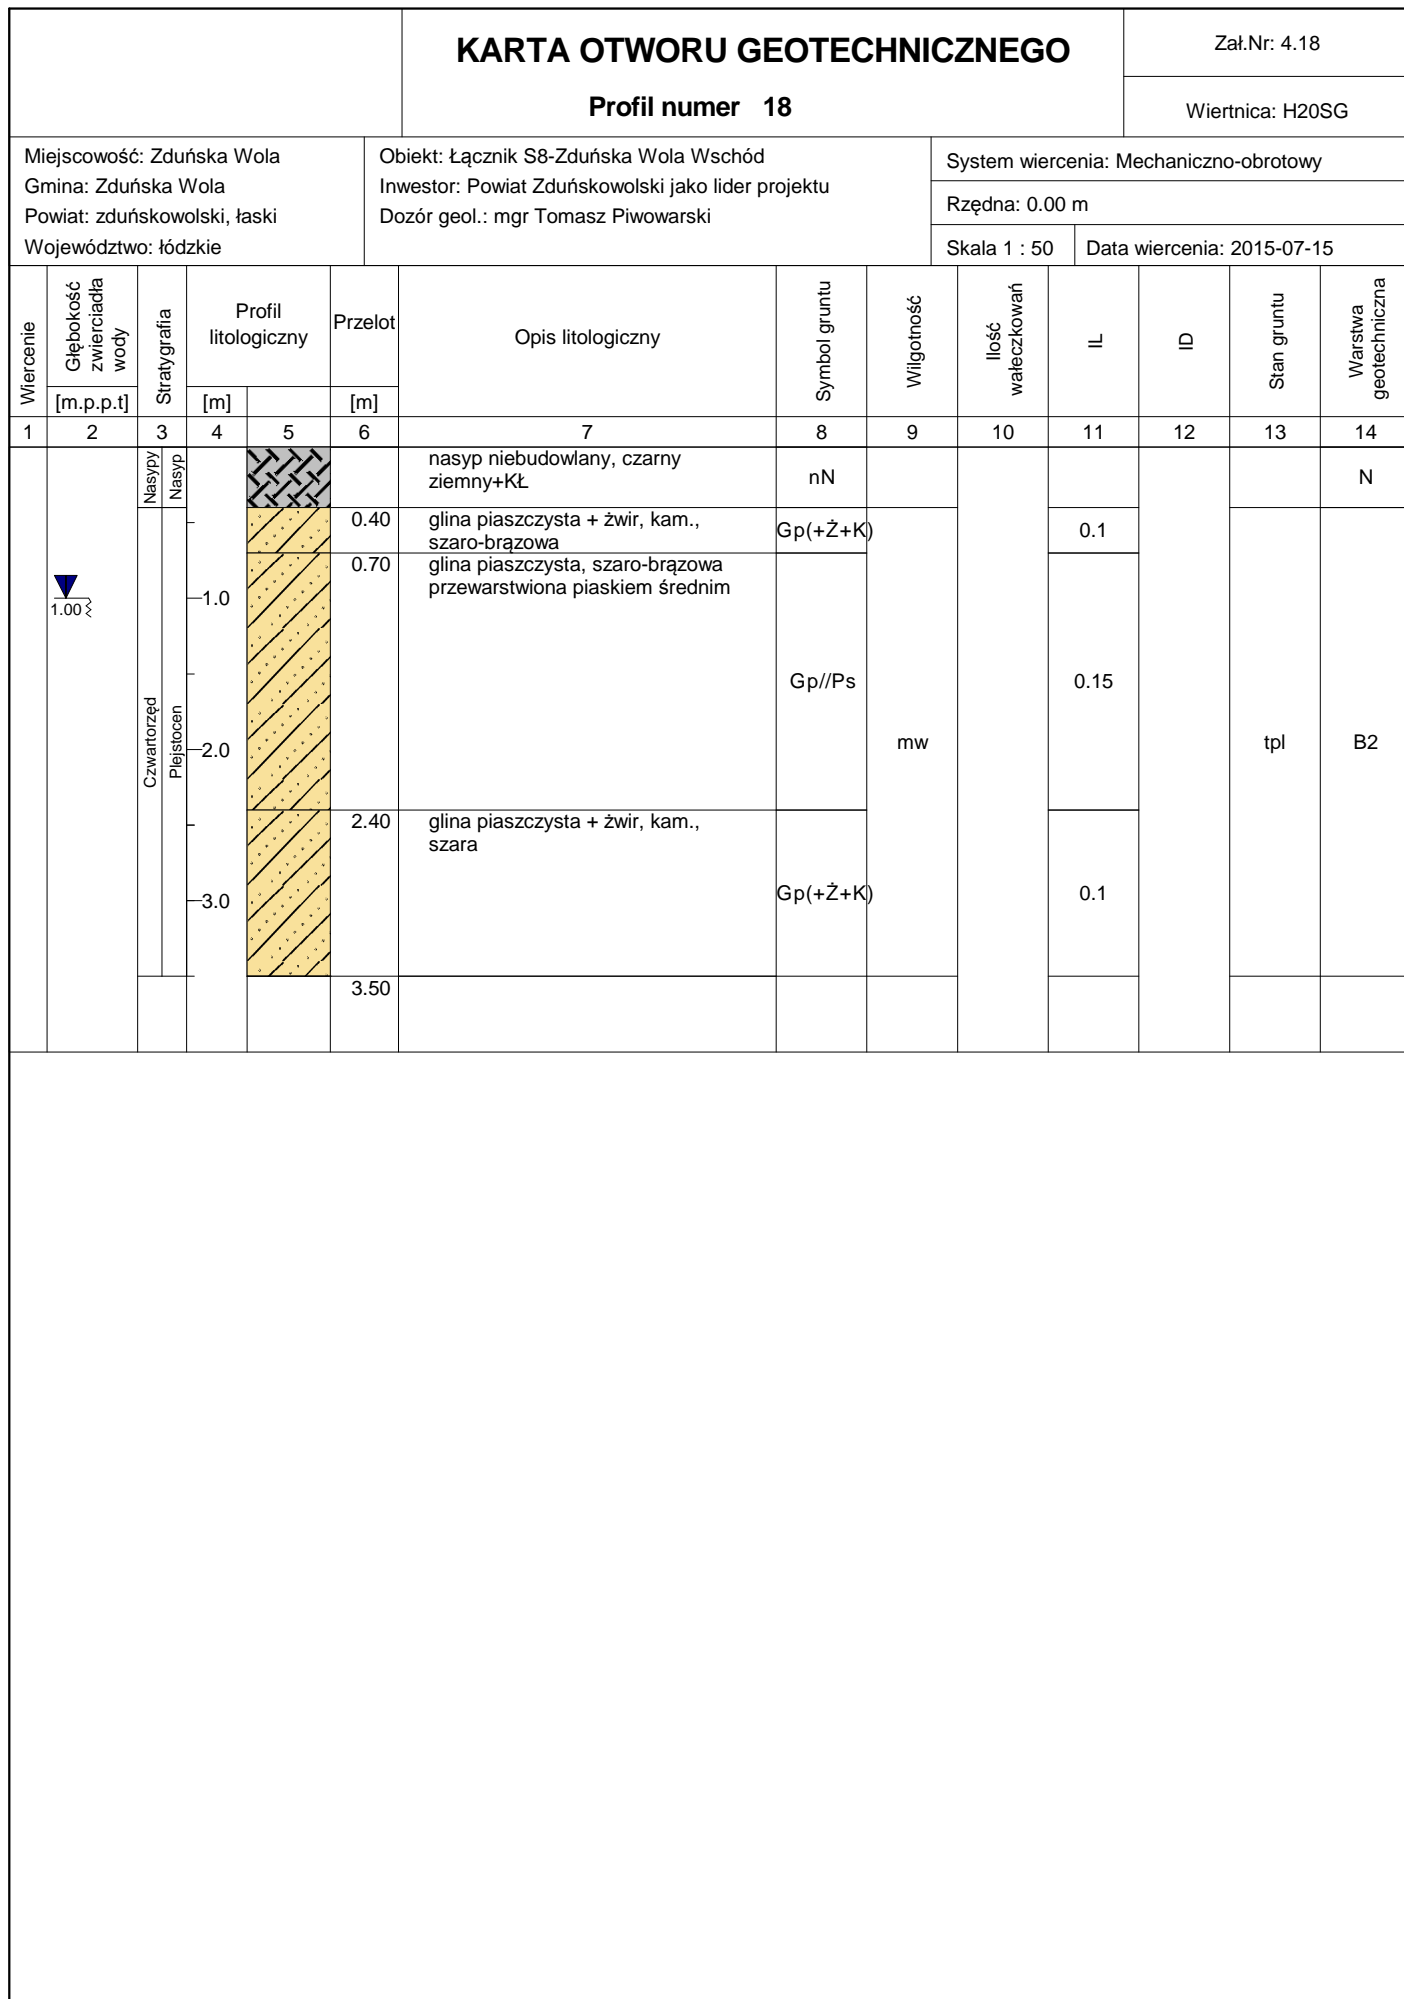 KARTA OTWORU GEOTECHNICZNEGO
Profil numer 18
Zał.Nr: 4.18
Wiertnica: H20SG
Miejscowość: Zduńska Wola
Gmina: Zduńska Wola
Powiat: zduńskowolski, łaski
Województwo: łódzkie
Obiekt: Łącznik S8-Zduńska Wola Wschód
Inwestor: Powiat Zduńskowolski jako lider projektu
Dozór geol.: mgr Tomasz Piwowarski
System wiercenia: Mechaniczno-obrotowy
Rzędna: 0.00 m
Skala 1 : 50
Data wiercenia: 2015-07-15
Wiercenie
Głębokość
zwierciadła
wody
[m.p.p.t]
Stratygrafia
Profil
litologiczny
[m]
Przelot
[m]
Opis litologiczny
Symbol gruntu
Wilgotność
Ilość
wałeczkowań
IL
ID
Stan gruntu
Warstwa
geotechniczna
1 2 3 4 5 6 7 8 9 10 11 12 13 14
Nasypy
Nasyp
nasyp niebudowlany, czarny
ziemny+KŁ
nN
N
0.40
glina piaszczysta + żwir, kam.,
szaro-brązowa
Gp(+Ż+K)
0.1
0.70
glina piaszczysta, szaro-brązowa
przewarstwiona piaskiem średnim
1.00
1.0
Gp//Ps
0.15
Czwartorzęd
Plejstocen
2.0
mw
tpl
B2
2.40
glina piaszczysta + żwir, kam.,
szara
3.0
Gp(+Ż+K)
0.1
3.50